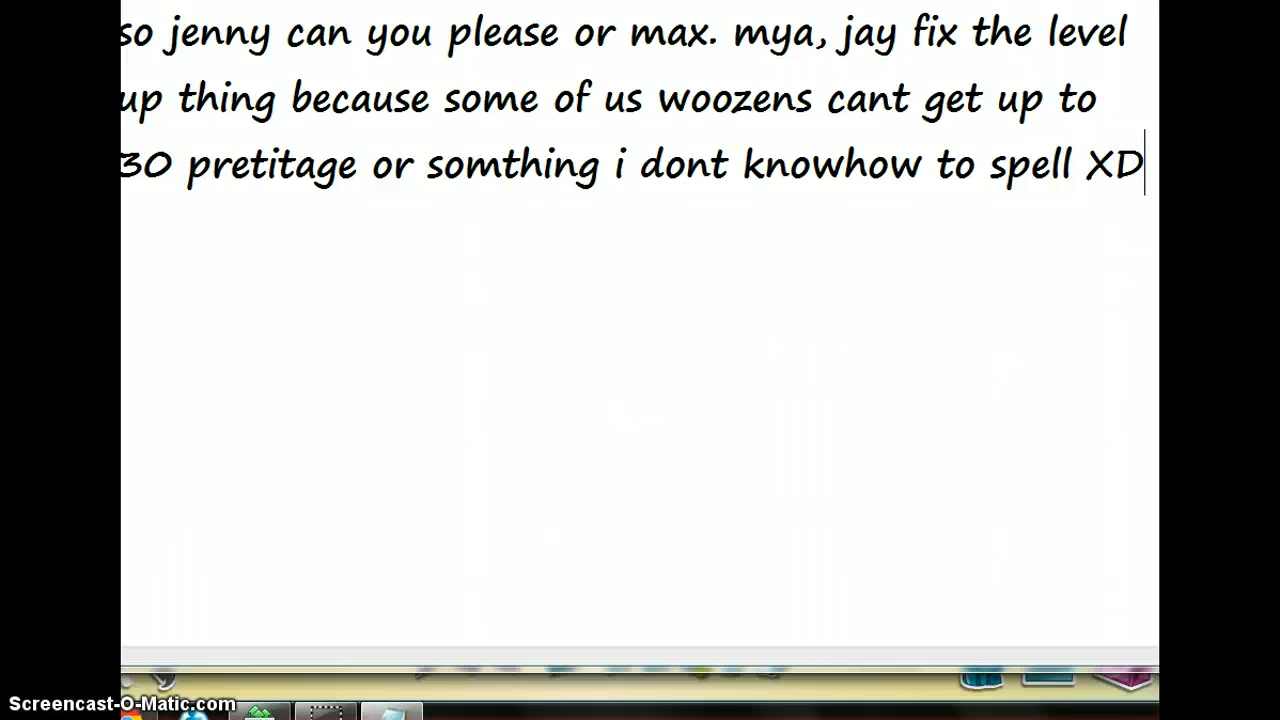 so jenny can you please or max. mya, jay fix the level
up thing because some of us woozens cant get up to
30 pretitage or somthing i dont knowhow to spell XD
Screencast-O-Matic.com